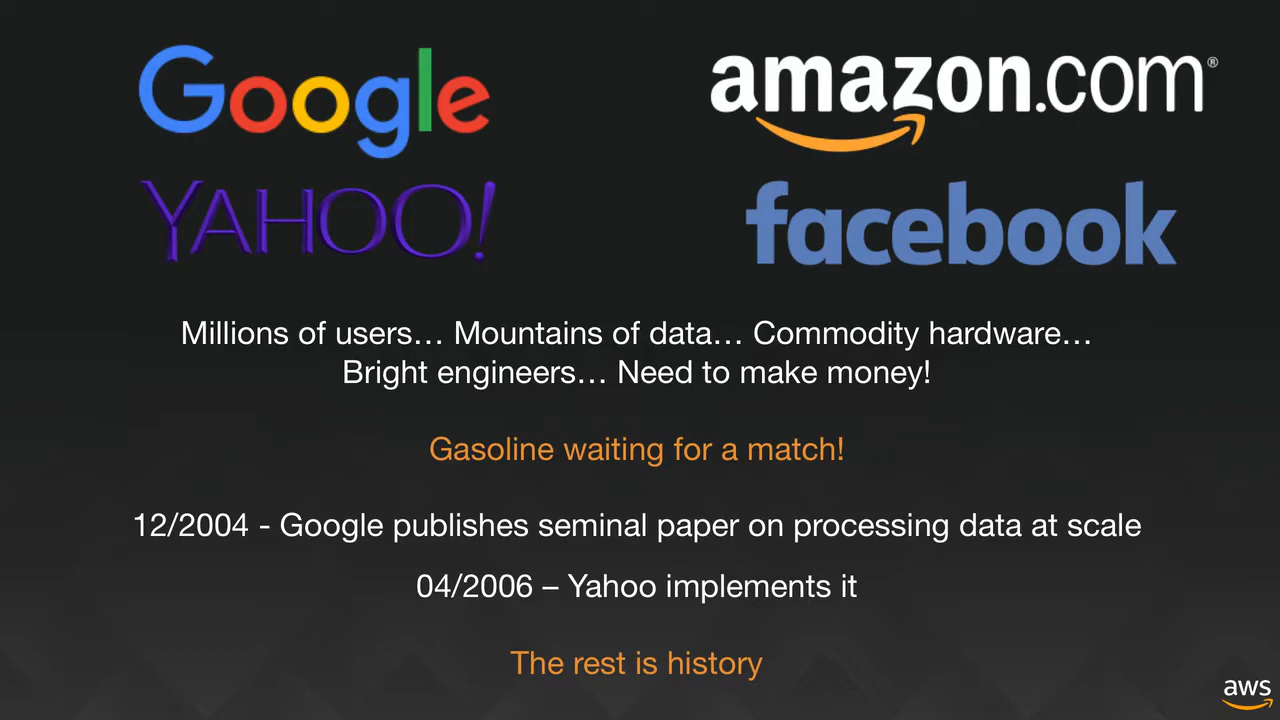 Google
amazon.com®
YAHOO!
facebook
Millions of users… Mountains of data… Commodity hardware…
Bright engineers… Need to make money!
Gasoline waiting for a match!
12/2004 - Google publishes seminal paper on processing data at scale
04/2006 – Yahoo implements it
The rest is history
aws